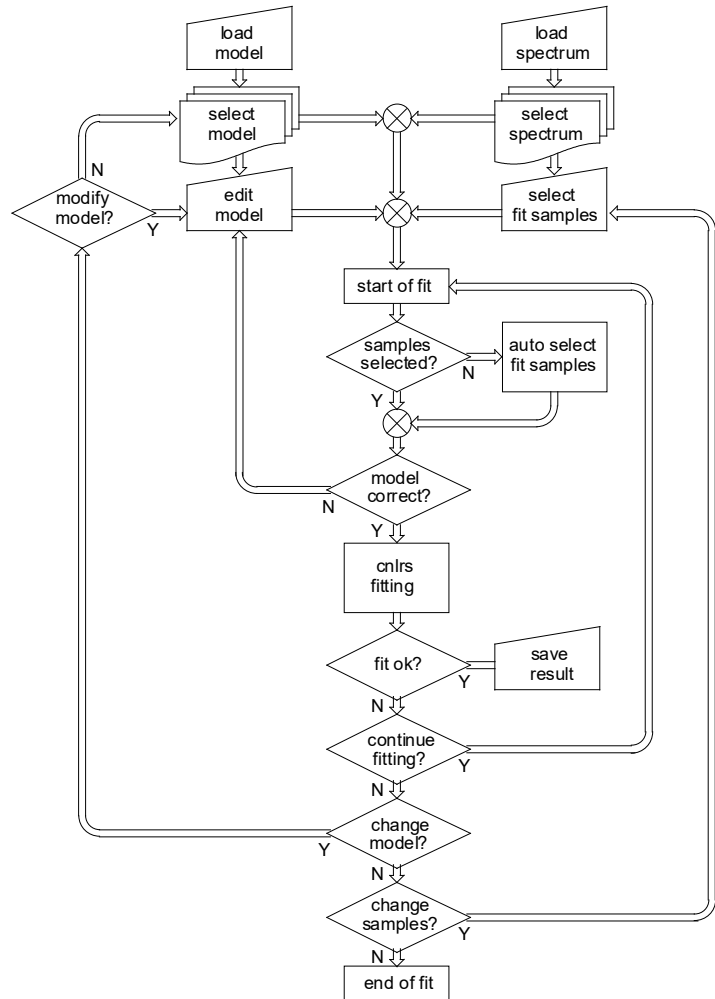 load
model
load
spectrum
select
model
select
spectrum
N
modify
model?
Y
edit
model
select
fit samples
start of fit
samples
selected?
N
Y
auto select
fit samples
model
correct?
N
Y
cnlrs
fitting
fit ok?
Y
N
save
result
continue
fitting?
Y
N
change
model?
Y
N
change
samples?
Y
N
end of fit